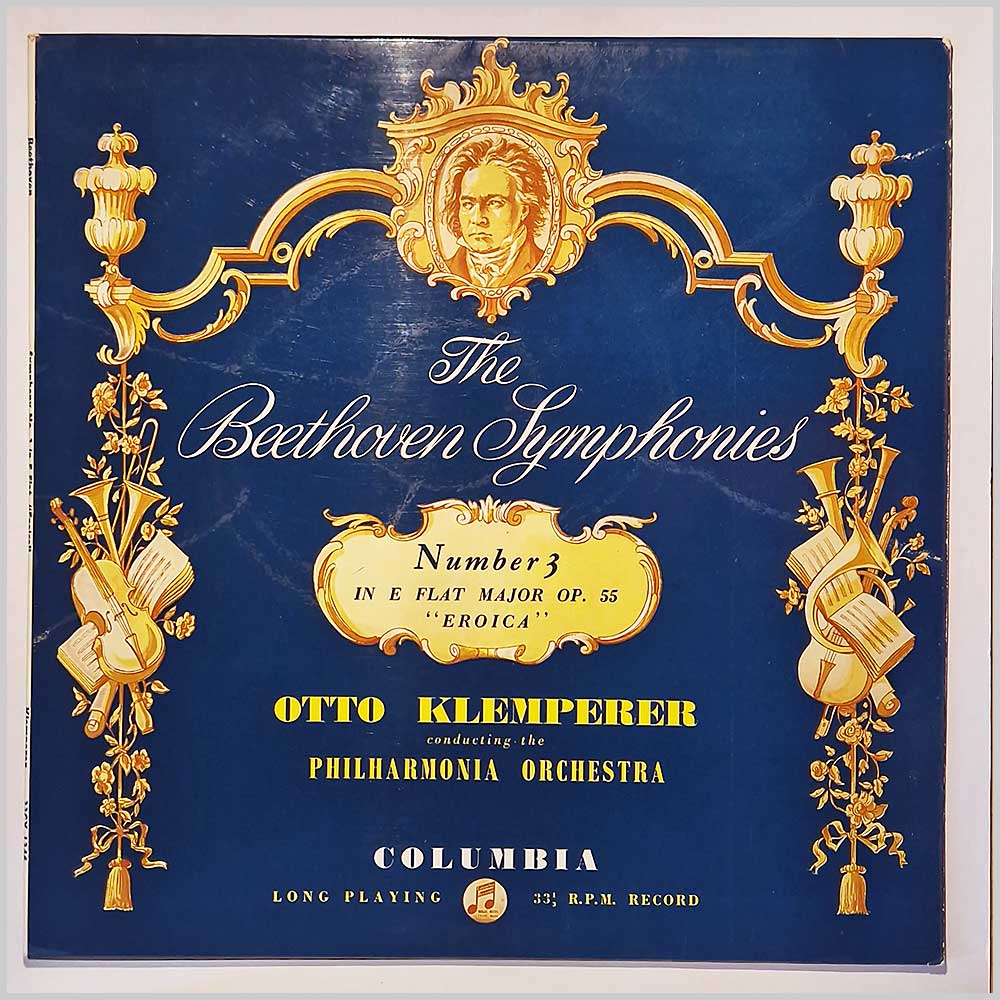 The
Beethoven Symphonies
Number 3
IN E FLAT MAJOR OP. 55
“EROICA”
OTTO KLEMPERER
conducting the
PHILHARMONIA ORCHESTRA
COLUMBIA
LONG PLAYING 33⅓ R.P.M. RECORD
Beethoven